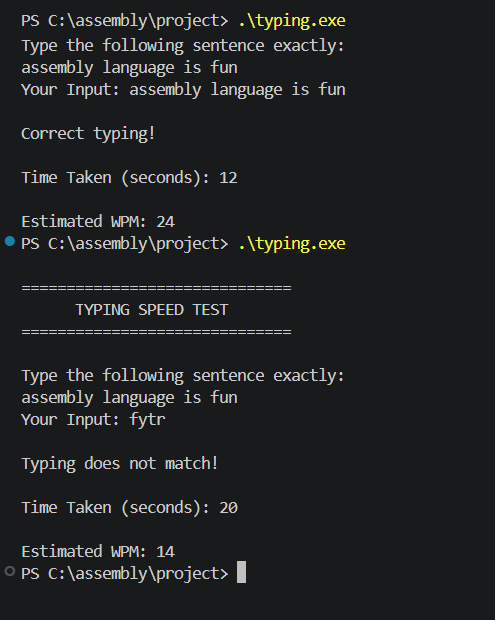 PS C:\assembly\project> .\typing.exe
Type the following sentence exactly:
assembly language is fun
Your Input: assembly language is fun
Correct typing!
Time Taken (seconds): 12
Estimated WPM: 24
PS C:\assembly\project> .\typing.exe
==============================
TYPING SPEED TEST
==============================
Type the following sentence exactly:
assembly language is fun
Your Input: fytr
Typing does not match!
Time Taken (seconds): 20
Estimated WPM: 14
PS C:\assembly\project>